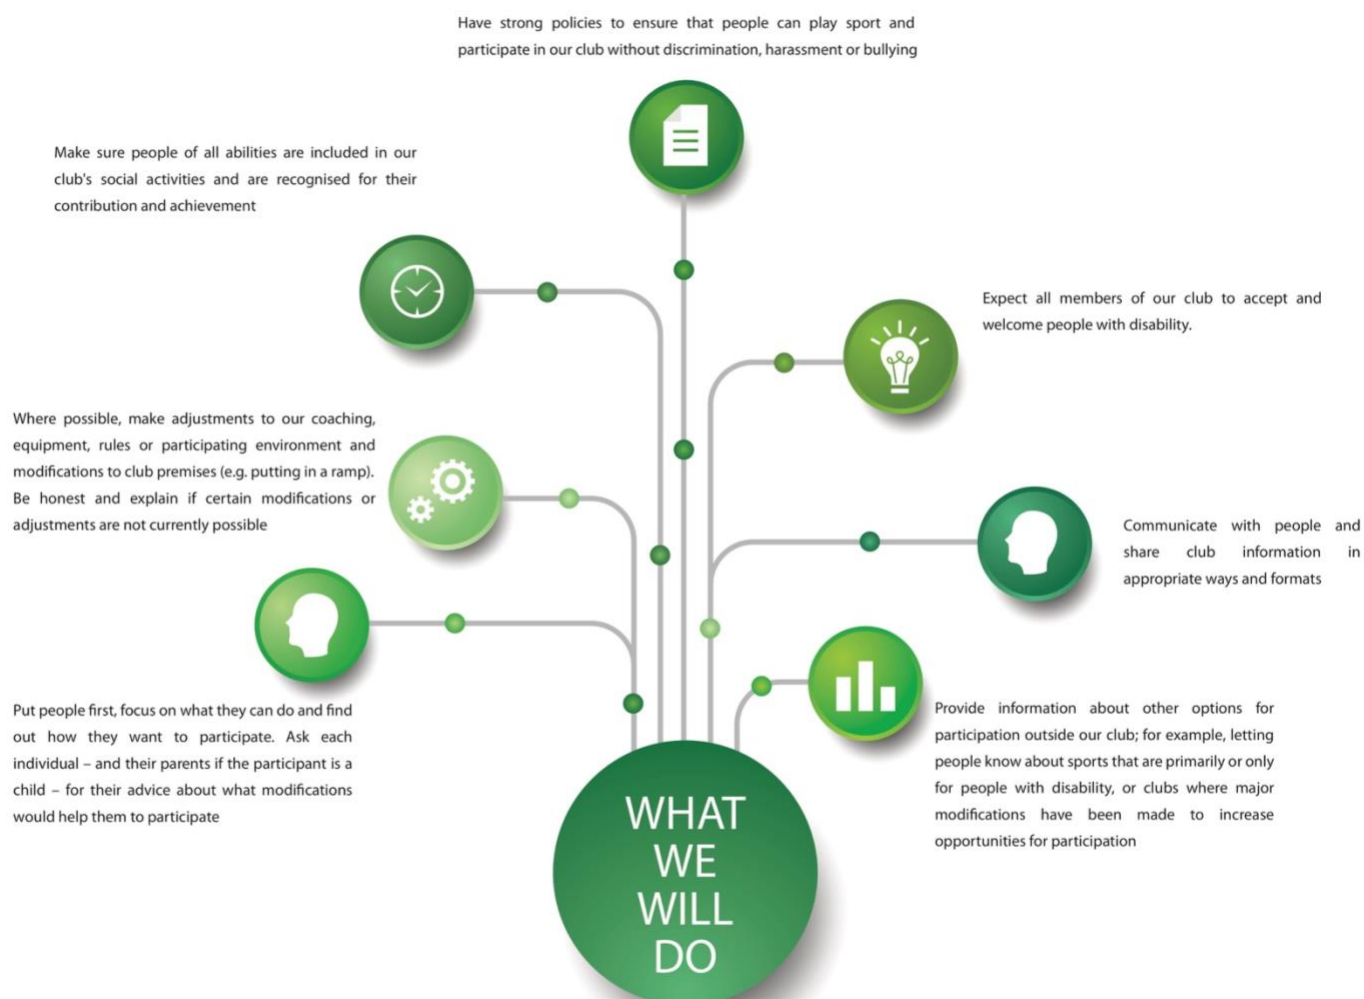 Have strong policies to ensure that people can play sport and
participate in our club without discrimination, harassment or bullying
Make sure people of all abilities are included in our
club's social activities and are recognised for their
contribution and achievement
Expect all members of our club to accept and
welcome people with disability.
Where possible, make adjustments to our coaching,
equipment, rules or participating environment and
modifications to club premises (e.g. putting in a ramp).
Be honest and explain if certain modifications or
adjustments are not currently possible
Communicate with people and
share club information in
appropriate ways and formats
Put people first, focus on what they can do and find
out how they want to participate. Ask each
individual – and their parents if the participant is a
child – for their advice about what modifications
would help them to participate
Provide information about other options for
participation outside our club; for example, letting
people know about sports that are primarily or only
for people with disability, or clubs where major
modifications have been made to increase
opportunities for participation
WHAT
WE
WILL
DO